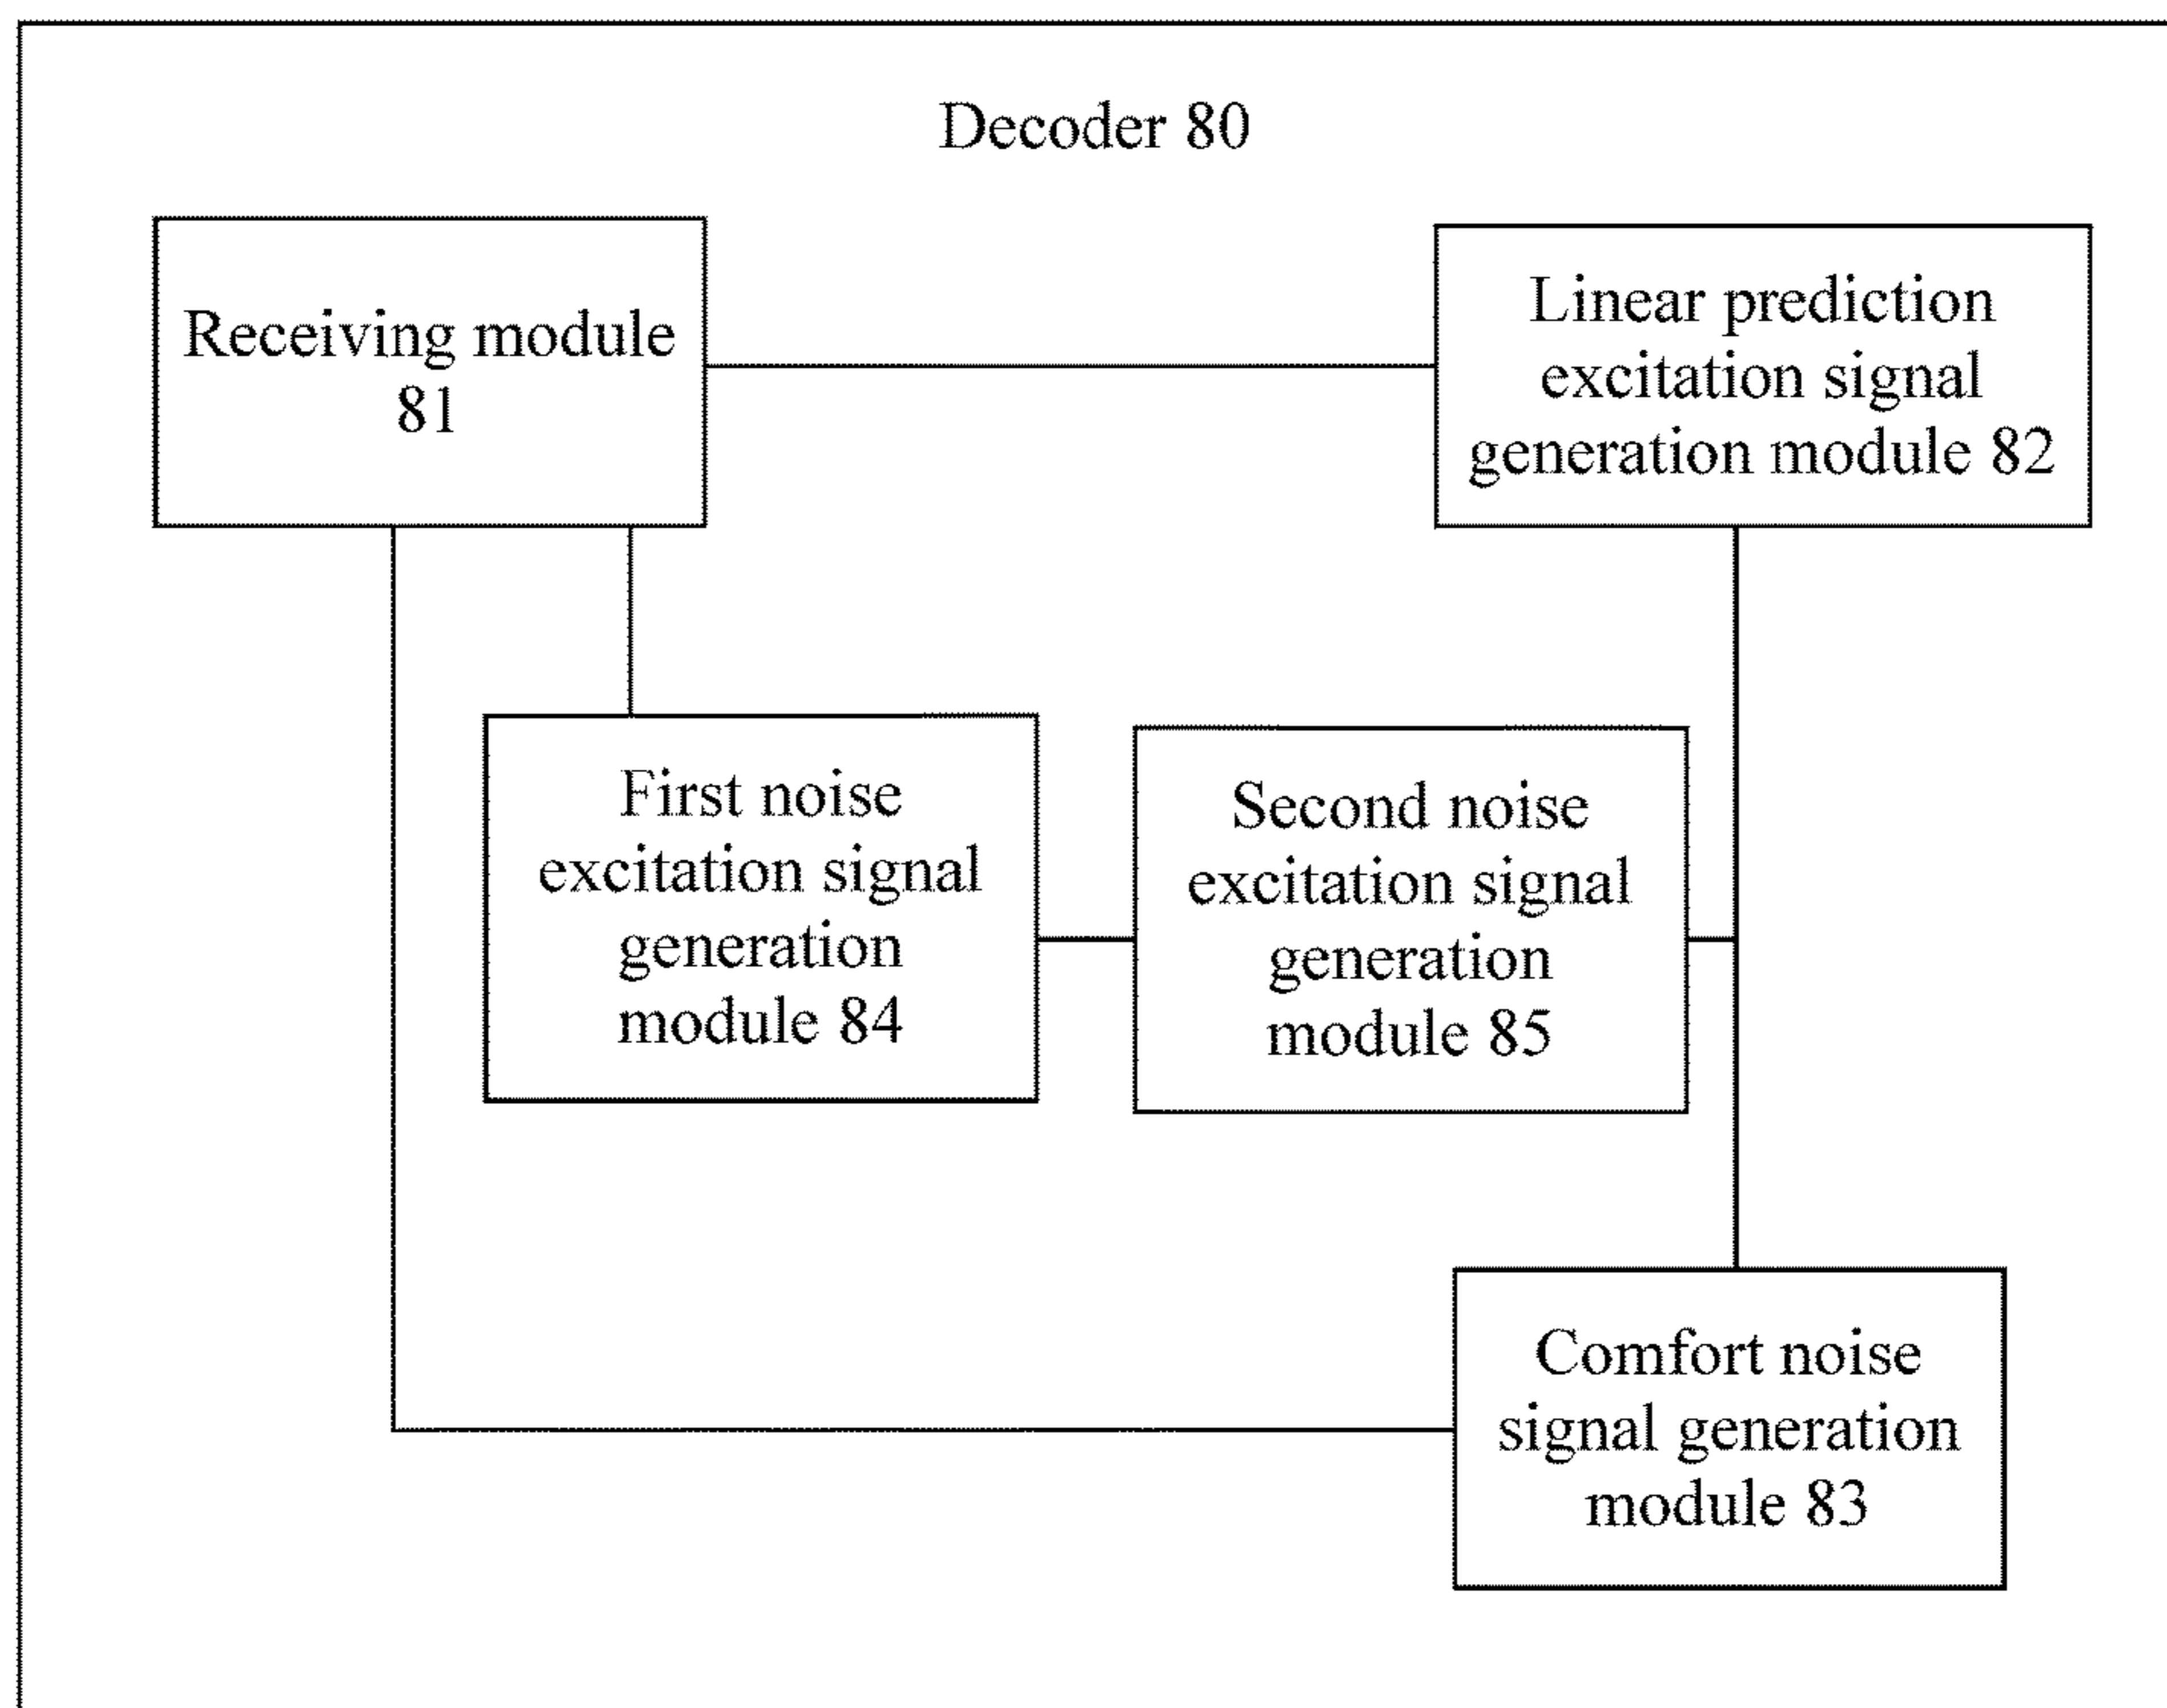 Decoder 80
Receiving module
81
Linear prediction
excitation signal
generation module 82
First noise
excitation signal
generation
module 84
Second noise
excitation signal
generation
module 85
Comfort noise
signal generation
module 83